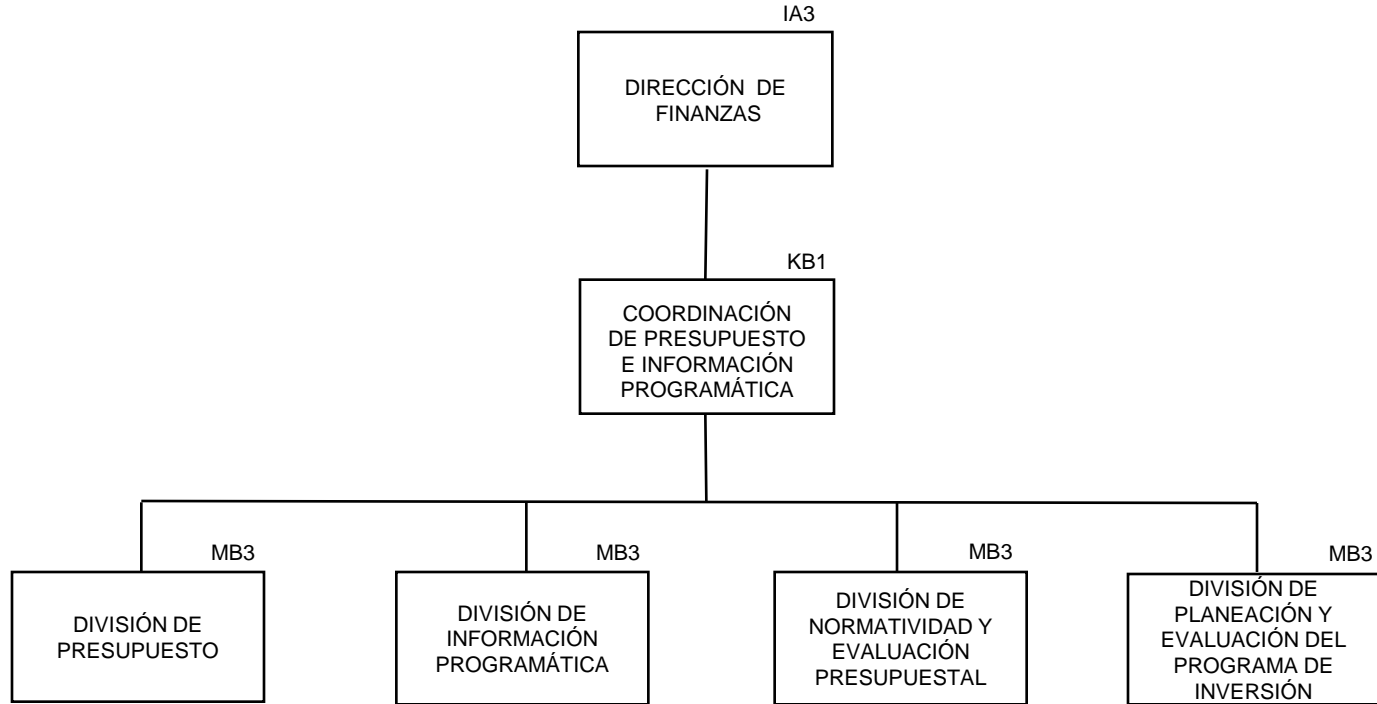 IA3
DIRECCIÓN DE
FINANZAS
KB1
COORDINACIÓN
DE PRESUPUESTO
E INFORMACIÓN
PROGRAMÁTICA
MB3
DIVISIÓN DE
PRESUPUESTO
MB3
DIVISIÓN DE
INFORMACIÓN
PROGRAMÁTICA
MB3
DIVISIÓN DE
NORMATIVIDAD Y
EVALUACIÓN
PRESUPUESTAL
MB3
DIVISIÓN DE
PLANEACIÓN Y
EVALUACIÓN DEL
PROGRAMA DE
INVERSIÓN